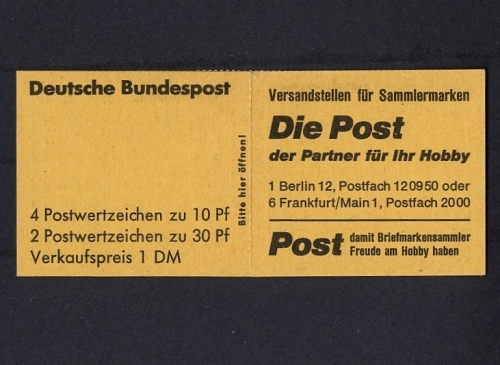 Deutsche Bundespost
4 Postwertzeichen zu 10 Pf
2 Postwertzeichen zu 30 Pf
Verkaufspreis 1 DM
Bitte hier öffnen!
Versandstellen für Sammlermarken
Die Post
der Partner für Ihr Hobby
1 Berlin 12, Postfach 120950 oder
6 Frankfurt/Main 1, Postfach 2000
Post damit Briefmarkensammler
Freude am Hobby haben